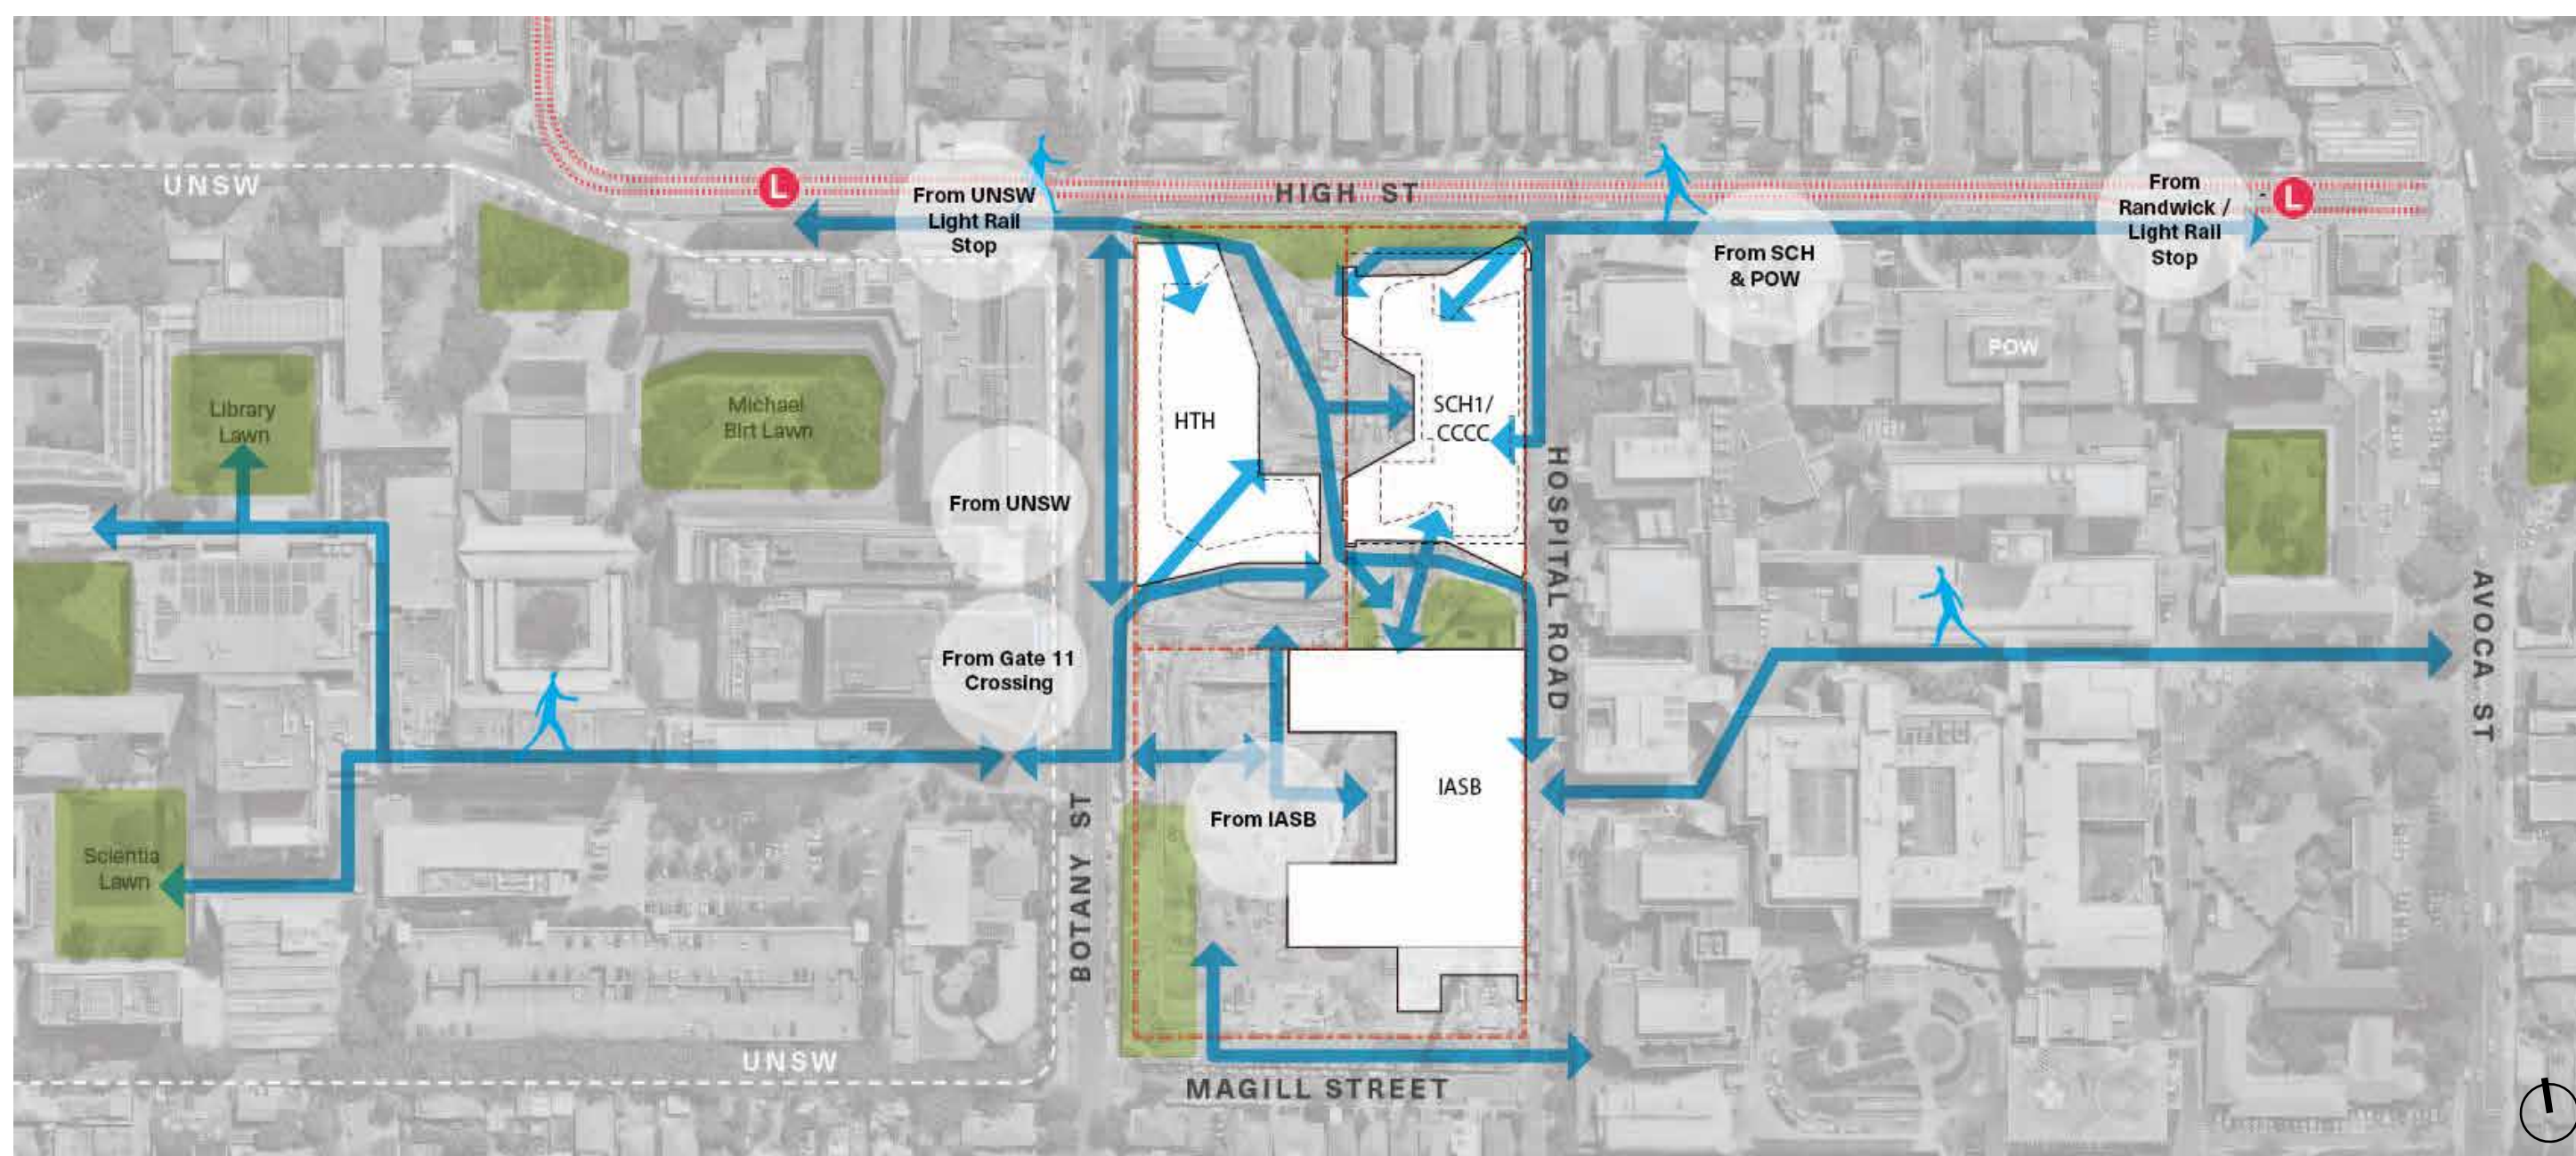 UNSW
L
From UNSW
Light Rail
Stop
HIGH ST
From
Randwick /
Light Rail
Stop
L
From SCH
& POW
POW
Library
Lawn
Michael
Birt Lawn
HTH
SCH1/
CCCC
From UNSW
HOSPITAL ROAD
AVOCA ST
From Gate 11
Crossing
IASB
From IASB
Scientia
Lawn
BOTANY ST
UNSW
MAGILL STREET